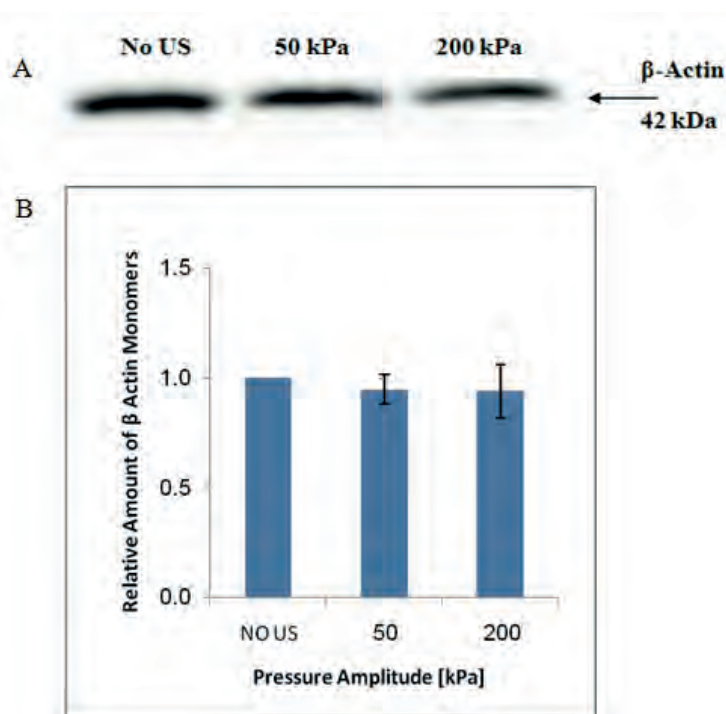 No US 50 kPa 200 kPa
A
β-Actin
42 kDa
B
Relative Amount of β Actin Monomers
1.5
1.0
0.5
0.0
NO US 50 200
Pressure Amplitude [kPa]